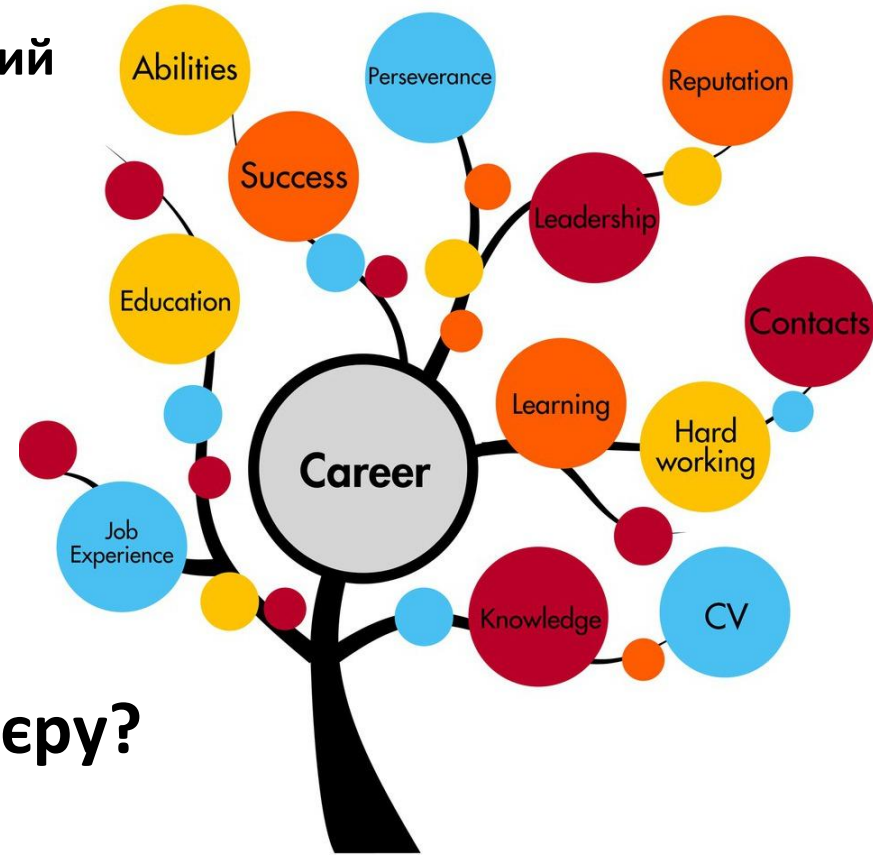 ий
Abilities
Perseverance
Reputation
Success
Leadership
Education
Contacts
Learning
Hard
working
Career
Job
Experience
Knowledge
CV
єру?